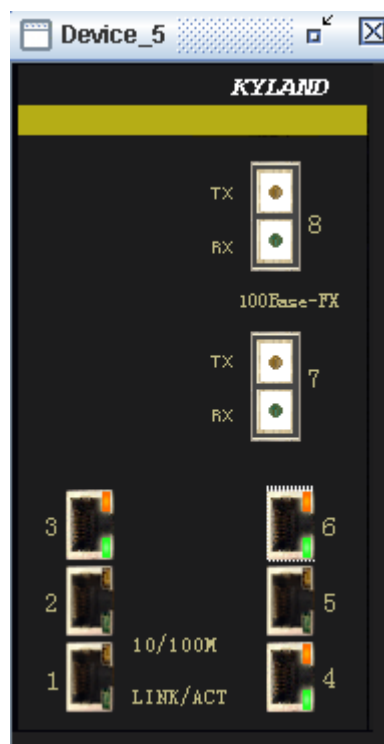 Device_5
KYLAND
TX
8
RX
100Base-FX
TX
7
RX
3
6
2
5
10/100M
1
4
LINK/ACT